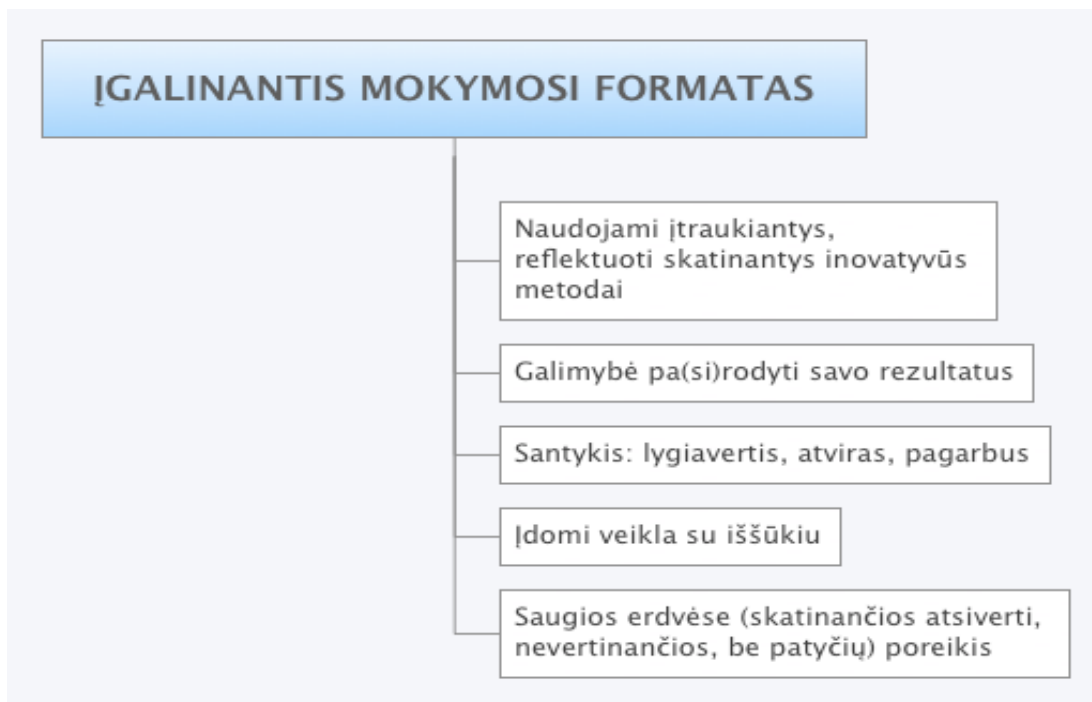 ĮGALINANTIS MOKYMOSI FORMATAS
Naudojami įtraukiantys,
reflektuoti skatinantys inovatyvūs
metodai
Galimybė pa(si)rodyti savo rezultatus
Santykis: lygiavertis, atviras, pagarbus
Įdomi veikla su iššūkiu
Saugios erdvėse (skatinančios atsiverti,
nevertinančios, be patyčių) poreikis